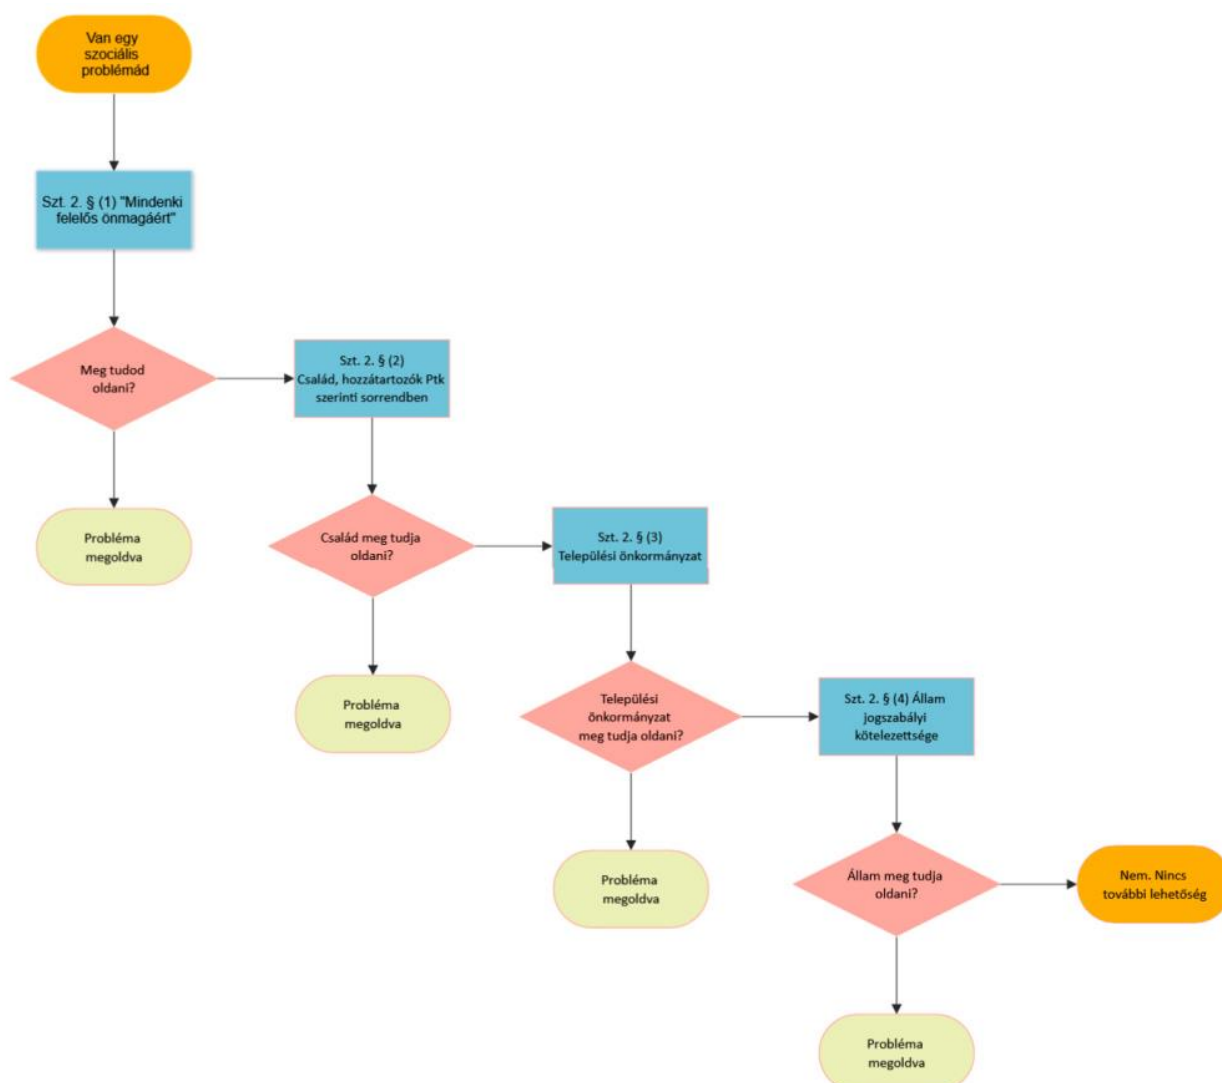 Van egy
szociális
problémád
Szt. 2. § (1) "Mindenki
felelős önmagáért"
Meg tudod
oldani?
Szt. 2. § (2)
Család, hozzátartozók Ptk
szerinti sorrendben
Probléma
megoldva
Család meg tudja
oldani?
Szt. 2. § (3)
Települési önkormányzat
Probléma
megoldva
Települési
önkormányzat
meg tudja oldani?
Szt. 2. § (4) Állam
jogszabályi
kötelezettsége
Probléma
megoldva
Állam meg tudja
oldani?
Nem. Nincs
további lehetőség
Probléma
megoldva